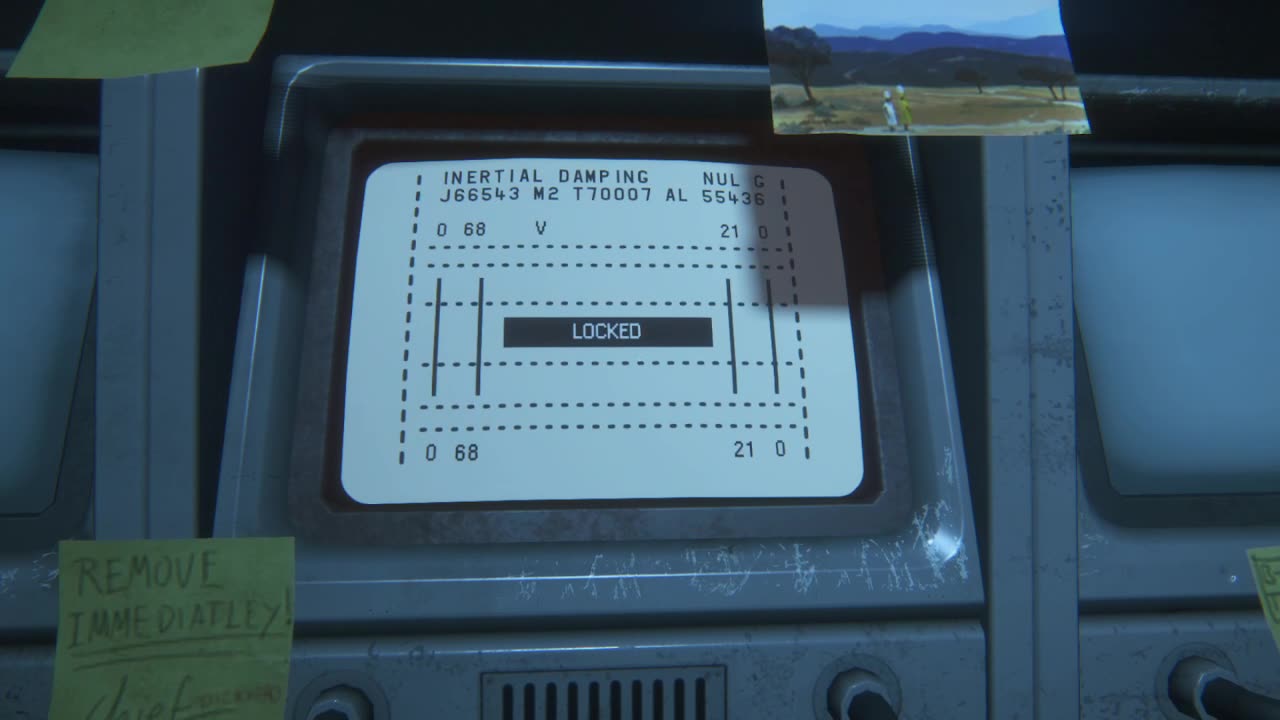 INERTIAL DAMPING NUL G
J66543 M2 T70007 AL 55436
0 68 V 21 0
LOCKED
0 68 21 0
REMOVE
IMMEDIATLEY!
Chief